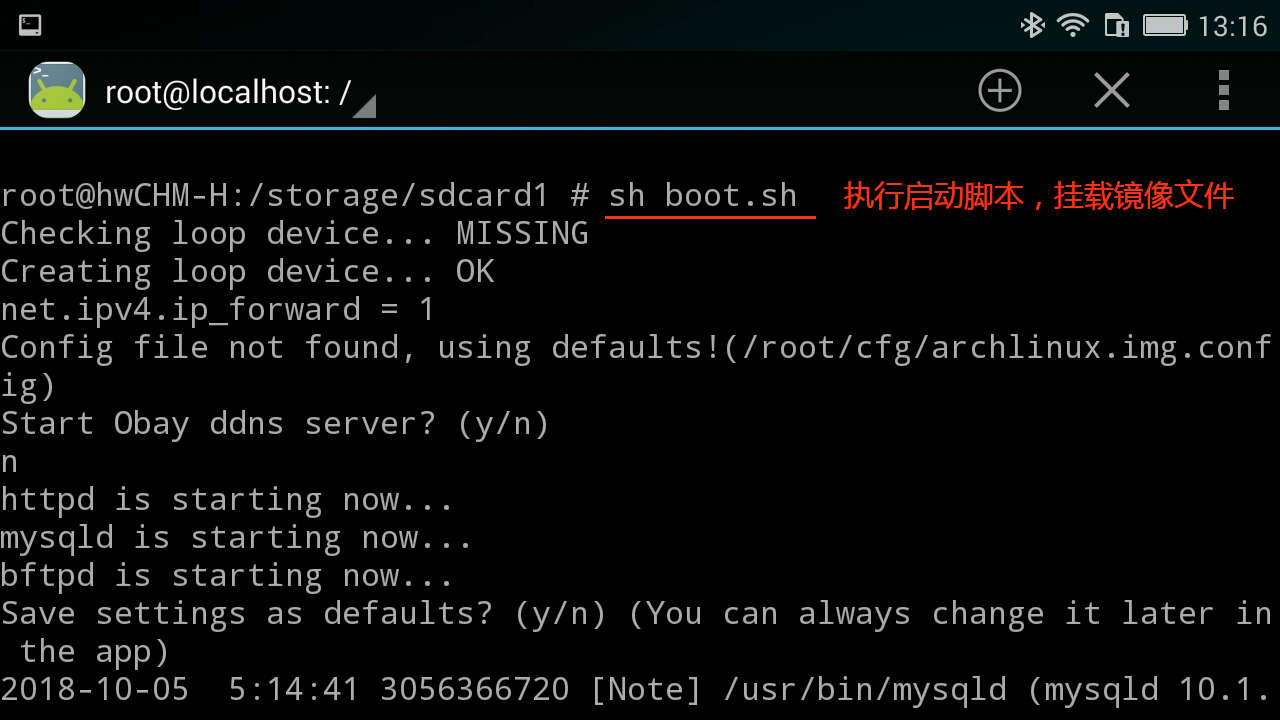 13:16
root@localhost: /
root@hwCHM-H:/storage/sdcard1 # sh boot.sh 执行启动脚本，挂载镜像文件
Checking loop device... MISSING
Creating loop device... OK
net.ipv4.ip_forward = 1
Config file not found, using defaults!(/root/cfg/archlinux.img.conf
ig)
Start Obay ddns server? (y/n)
n
httpd is starting now...
mysqld is starting now...
bftpd is starting now...
Save settings as defaults? (y/n) (You can always change it later in
 the app)
2018-10-05  5:14:41 3056366720 [Note] /usr/bin/mysqld (mysqld 10.1.